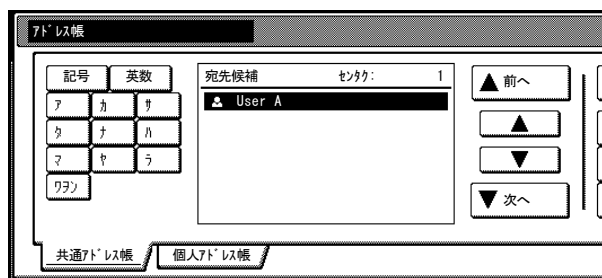 ｱﾄﾞﾚｽ帳
記号 英数 宛先候補 ｾﾝﾀｸ: 1 ▲ 前へ
ｱ ｶ ｻ User A
ﾀ ﾅ ﾊ ▲
ﾏ ﾔ ﾗ ▼
ﾜｦﾝ ▼ 次へ
共通ｱﾄﾞﾚｽ帳 個人ｱﾄﾞﾚｽ帳